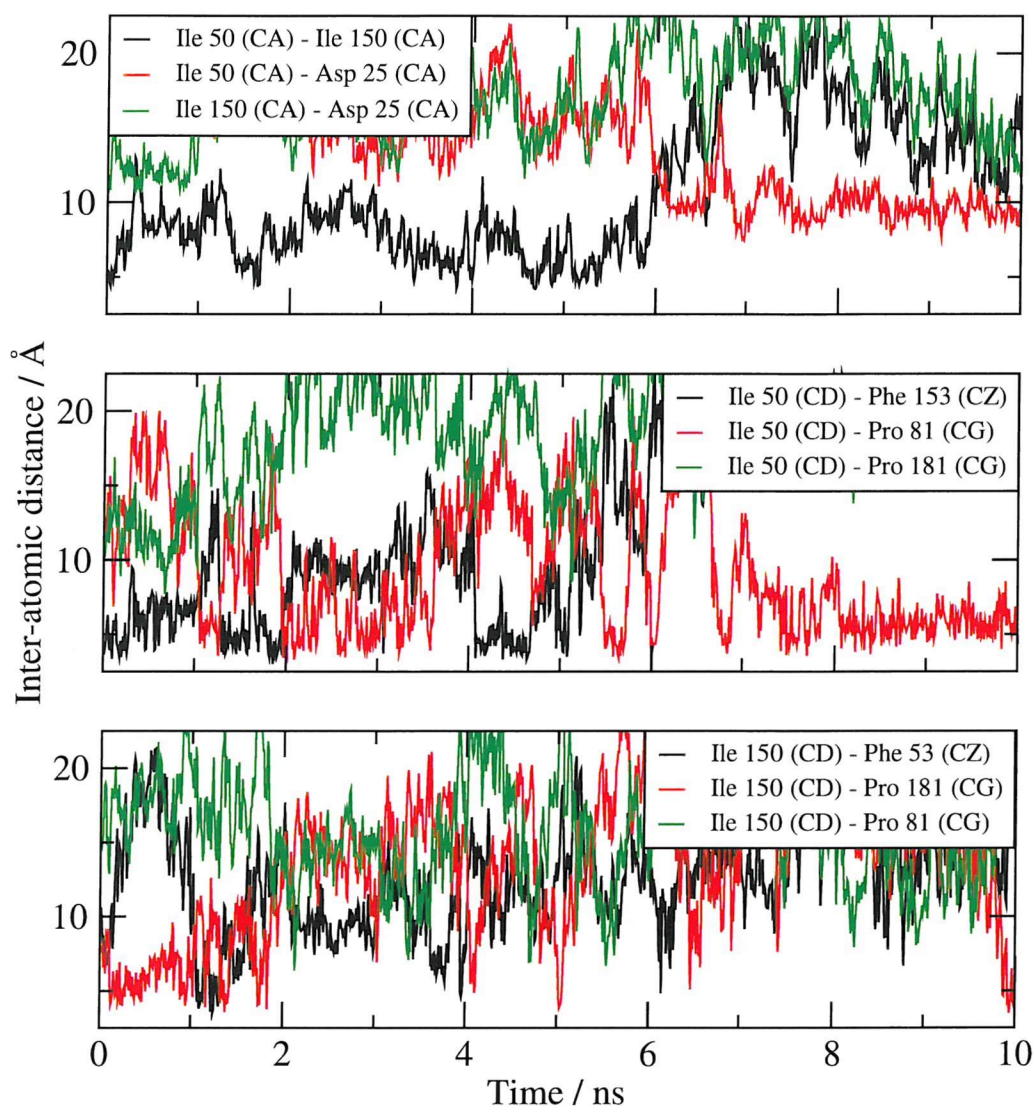 20
10
Ile 50 (CA) - Ile 150 (CA)
Ile 50 (CA) - Asp 25 (CA)
Ile 150 (CA) - Asp 25 (CA)
Inter-atomic distance / Å
20
10
Ile 50 (CD) - Phe 153 (CZ)
Ile 50 (CD) - Pro 81 (CG)
Ile 50 (CD) - Pro 181 (CG)
20
10
Ile 150 (CD) - Phe 53 (CZ)
Ile 150 (CD) - Pro 181 (CG)
Ile 150 (CD) - Pro 81 (CG)
0 2 4 6 8 10
Time / ns